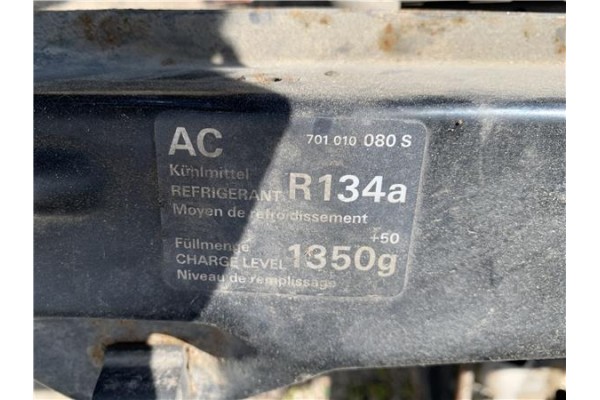 AC 701 010 080 S
Kühlmittel
REFRIGERANT R134a
Moyen de refroidissement
+50
Füllmenge
CHARGE LEVEL 1350g
Niveau de remplissage